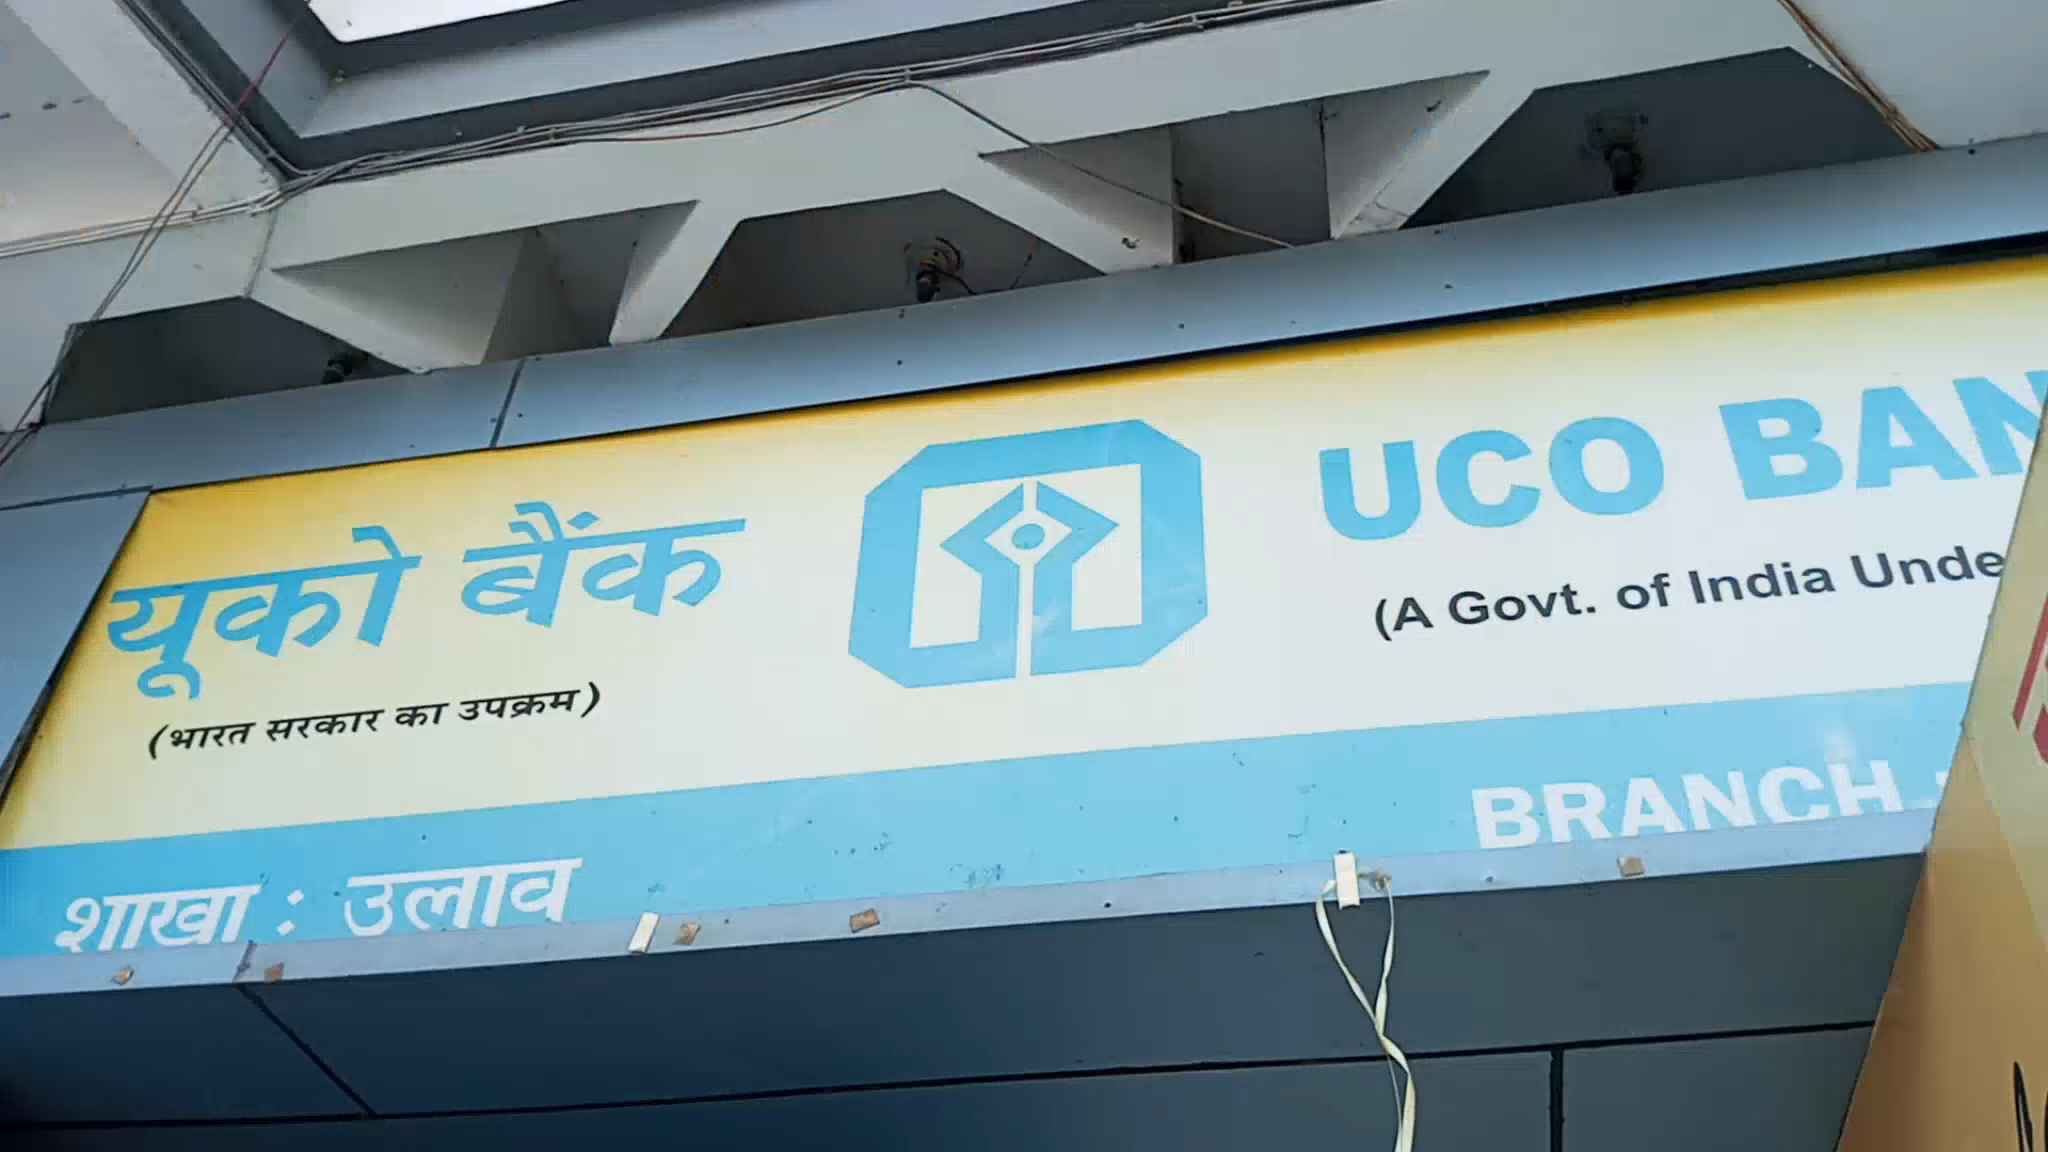 यूको बैंक
(भारत सरकार का उपक्रम)
UCO BAN
(A Govt. of India Unde
शाखा : उलाव
BRANCH :